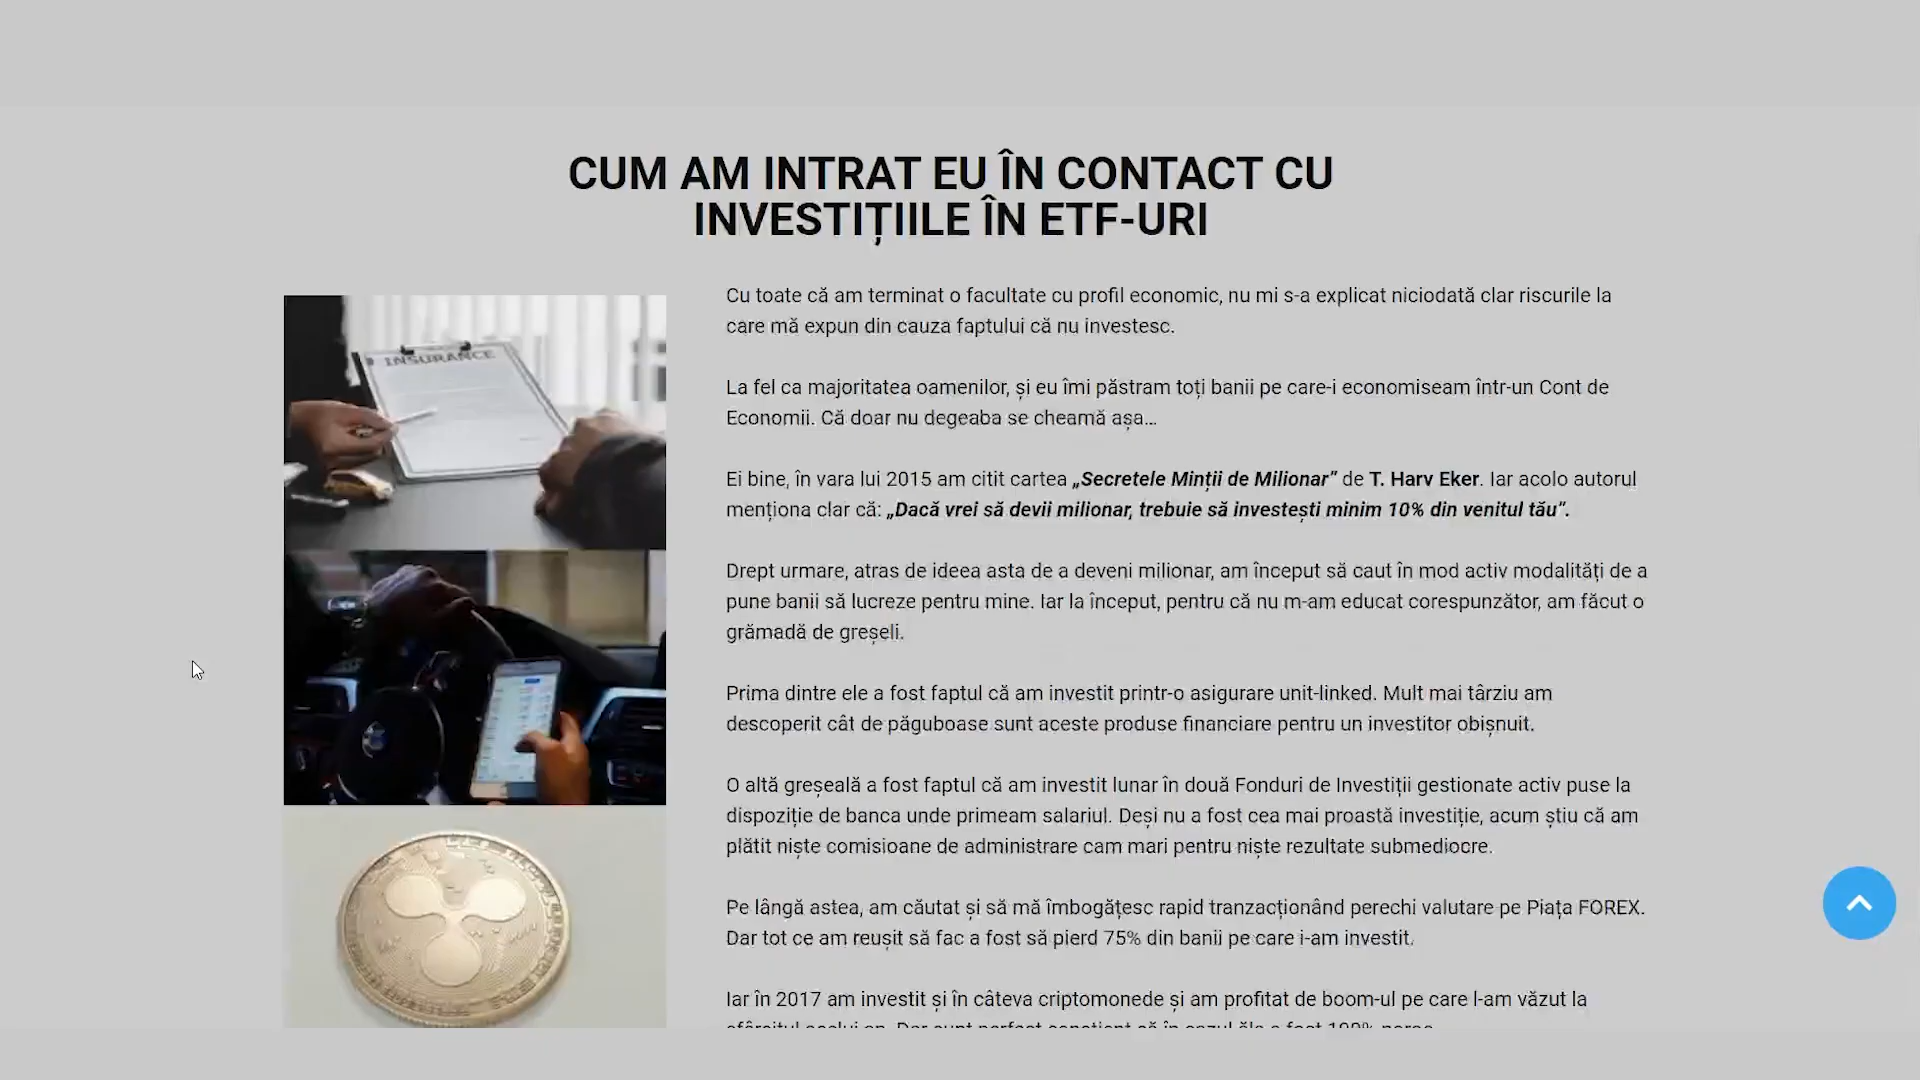 CUM AM INTRAT EU ÎN CONTACT CU
INVESTIȚIILE ÎN ETF-URI
INSURANCE
Cu toate că am terminat o facultate cu profil economic, nu mi s-a explicat niciodată clar riscurile la
care mă expun din cauza faptului că nu investesc.
La fel ca majoritatea oamenilor, și eu îmi păstram toți banii pe care-i economiseam într-un Cont de
Economii. Că doar nu degeaba se cheamă așa...
Ei bine, în vara lui 2015 am citit cartea „Secretele Minții de Milionar” de T. Harv Eker. Iar acolo autorul
menționa clar că: „Dacă vrei să devii milionar, trebuie să investești minim 10% din venitul tău”.
Drept urmare, atras de ideea asta de a deveni milionar, am început să caut în mod activ modalități de a
pune banii să lucreze pentru mine. Iar la început, pentru că nu m-am educat corespunzător, am făcut o
grămadă de greșeli.
Prima dintre ele a fost faptul că am investit printr-o asigurare unit-linked. Mult mai târziu am
descoperit cât de păguboase sunt aceste produse financiare pentru un investitor obișnuit.
O altă greșeală a fost faptul că am investit lunar în două Fonduri de Investiții gestionate activ puse la
dispoziție de banca unde primeam salariul. Deși nu a fost cea mai proastă investiție, acum știu că am
plătit niște comisioane de administrare cam mari pentru niște rezultate submediocre.
Pe lângă astea, am căutat și să mă îmbogățesc rapid tranzacționând perechi valutare pe Piața FOREX.
Dar tot ce am reușit să fac a fost să pierd 75% din banii pe care i-am investit.
Iar în 2017 am investit și în câteva criptomonede și am profitat de boom-ul pe care l-am văzut la